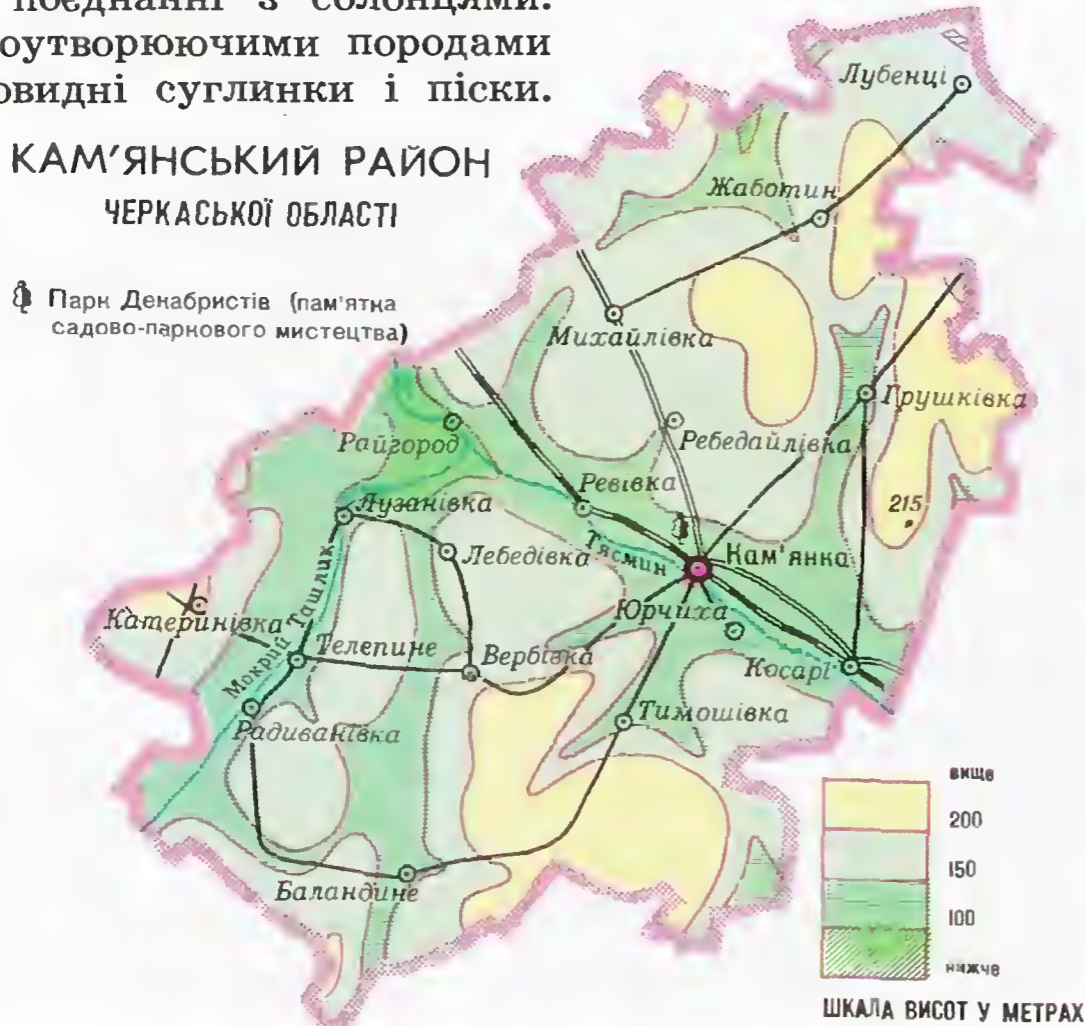 поєднанні з солонцями.
оутворюючими породами
овидні суглинки і піски.
КАМ'ЯНСЬКИЙ РАЙОН
ЧЕРКАСЬКОЇ ОБЛАСТІ
Парк Декабристів (пам'ятка
садово-паркового мистецтва)
Лубенці
Жаботин
Михайлівка
Грушківка
Райгород
Ребедайлівка
Ревівка
215
Лузанівка
Лебедівка
Тясмин
Кам'янка
Мокрий Ташлик
Катеринівка
Юрчиха
Телепине
Вербівка
Косарі
Радиванівка
Тимошівка
Баландине
вище
200
150
100
нижче
ШКАЛА ВИСОТ У МЕТРАХ